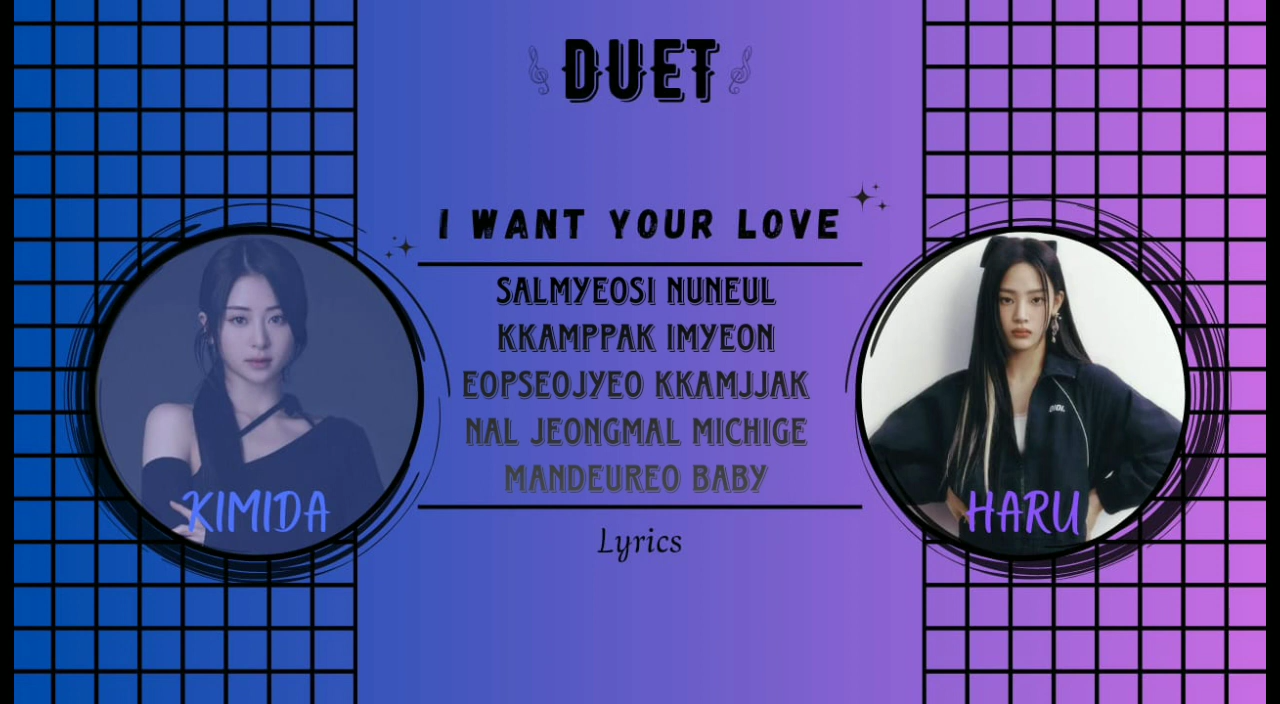 DUET
I WANT YOUR LOVE
SALMYEOSI NUNEUL
KKAMPPAK IMYEON
EOPSEOJYEO KKAMJJAK
NAL JEONGMAL MICHIGE
MANDEUREO BABY
Lyrics
KIMIDA
HARU